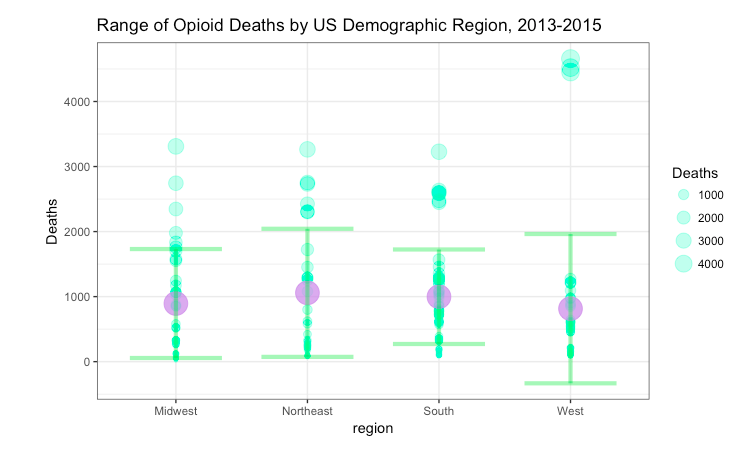 Range of Opioid Deaths by US Demographic Region, 2013-2015
4000
3000
2000
1000
0
Deaths
Midwest Northeast South West
region
Deaths
1000
2000
3000
4000